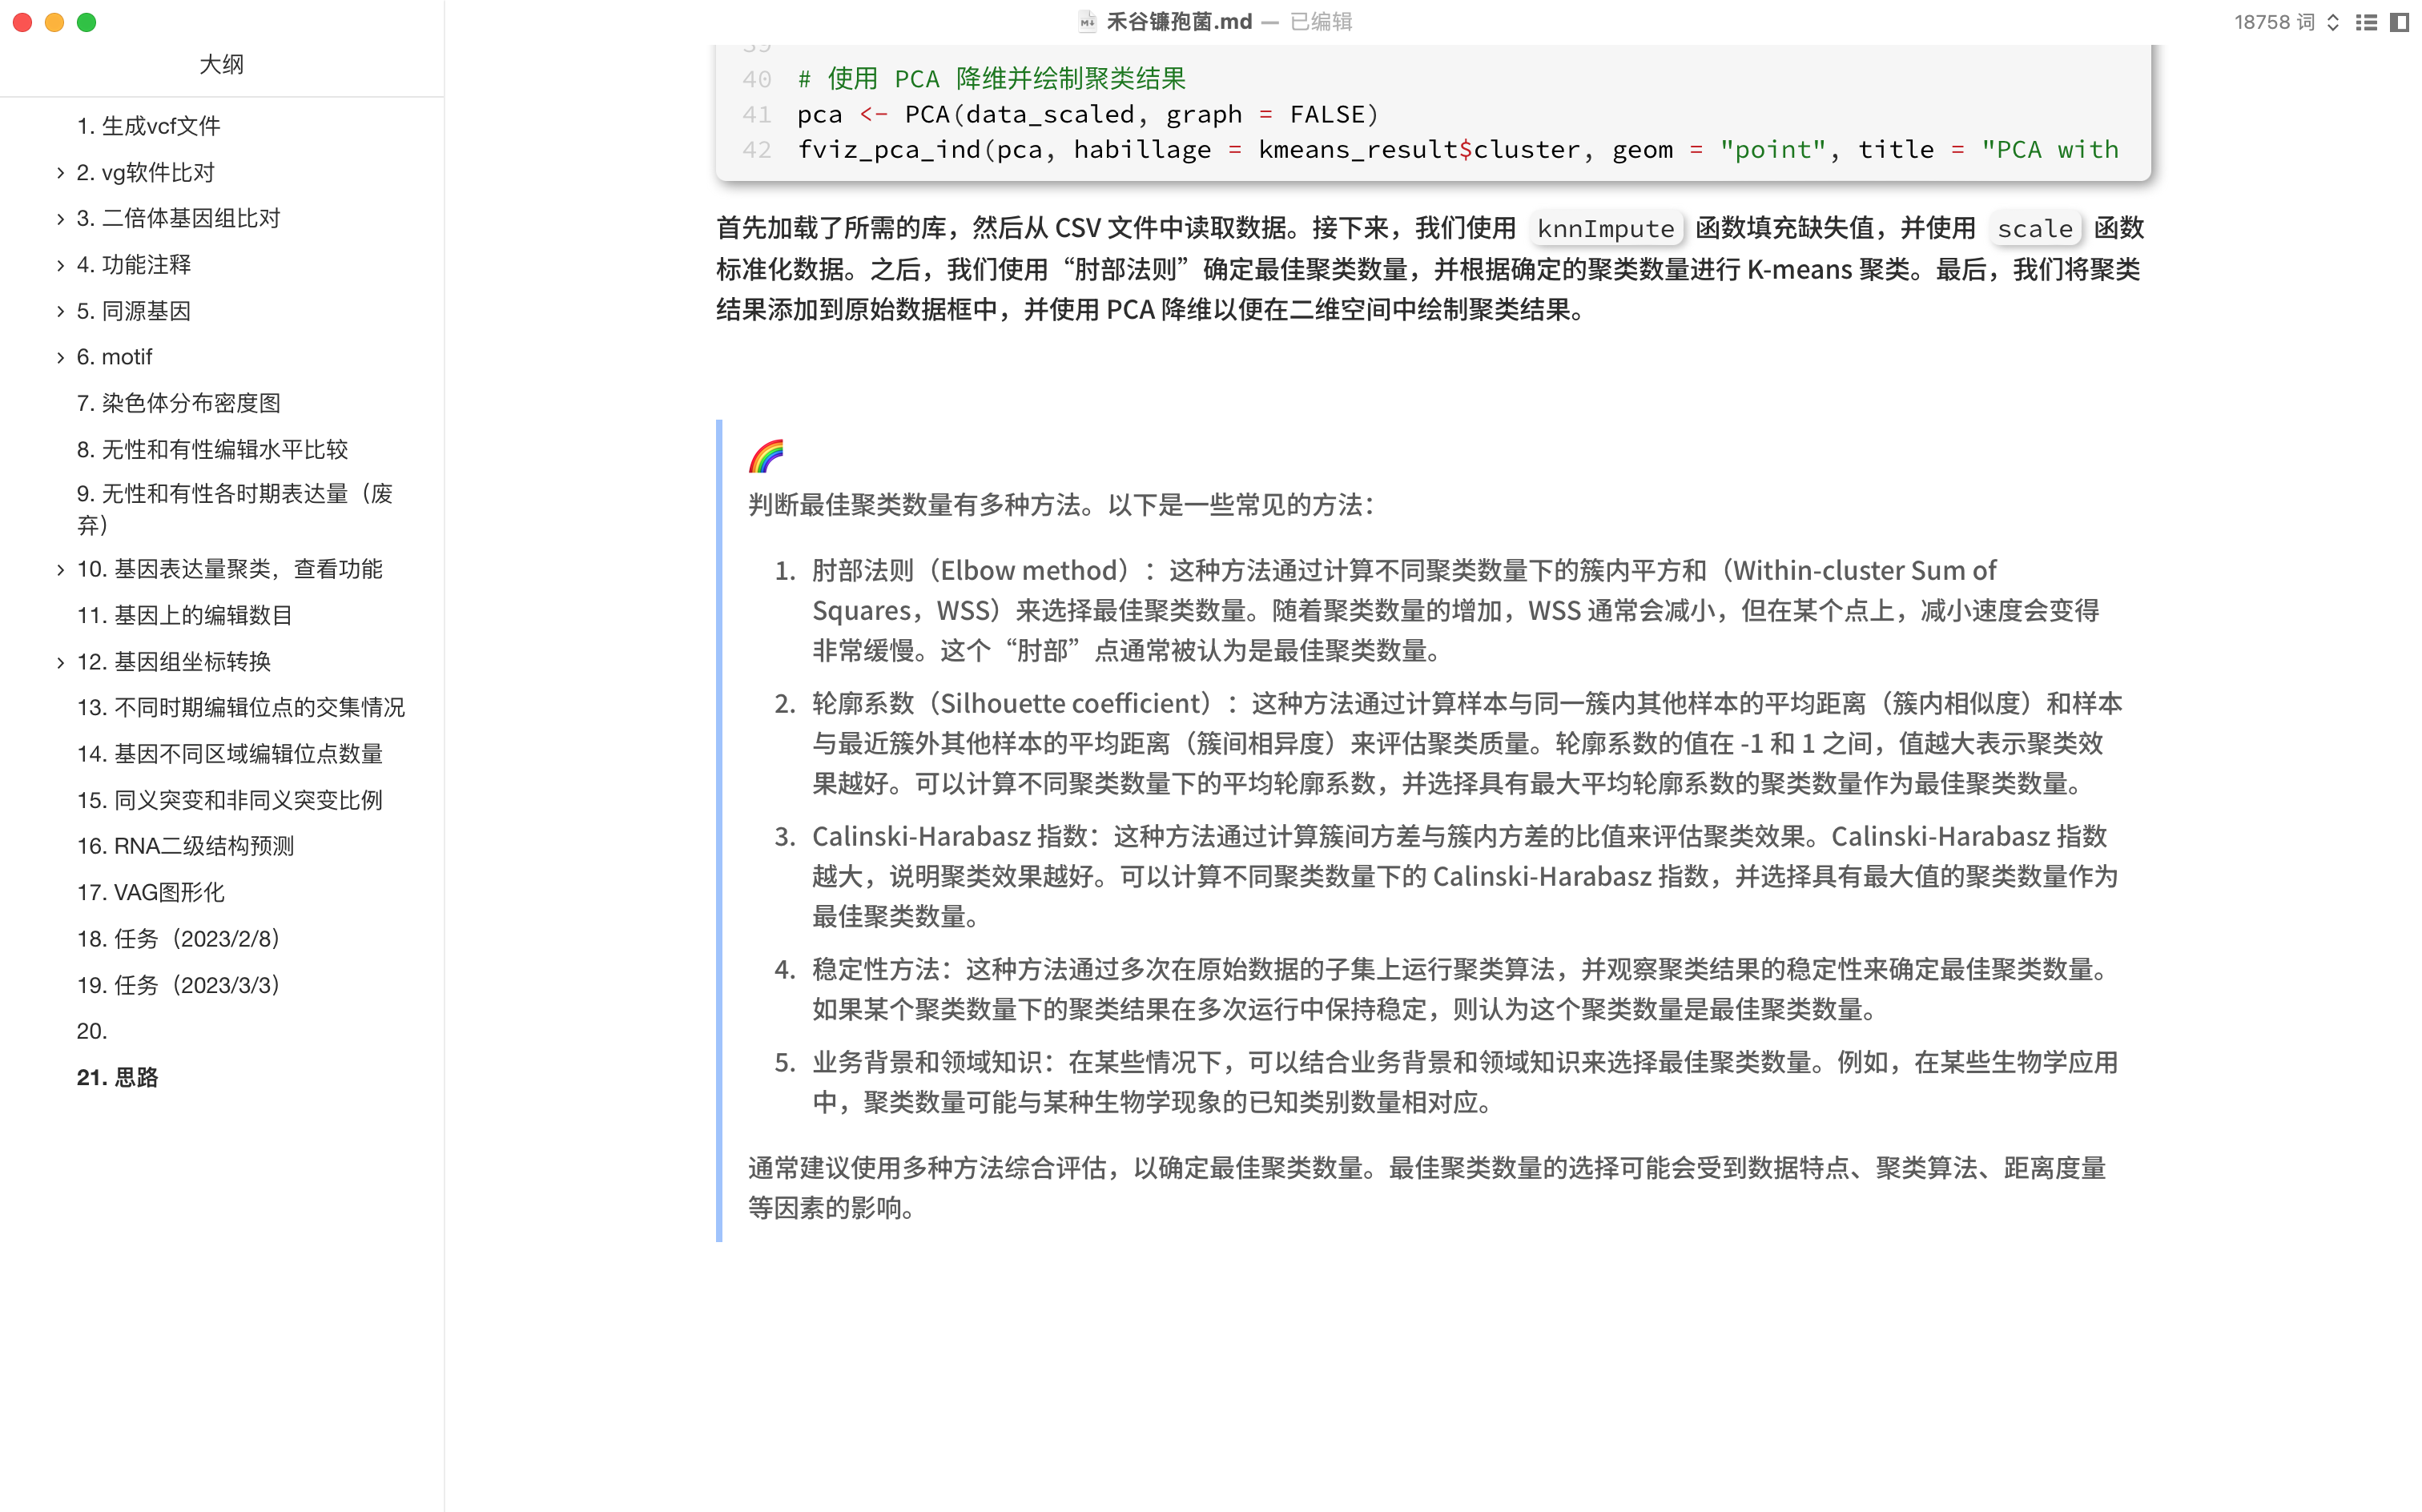 禾谷镰孢菌.md — 已编辑
18758 词
大纲
1. 生成vcf文件
2. vg软件比对
3. 二倍体基因组比对
4. 功能注释
5. 同源基因
6. motif
7. 染色体分布密度图
8. 无性和有性编辑水平比较
9. 无性和有性各时期表达量（废
弃）
10. 基因表达量聚类，查看功能
11. 基因上的编辑数目
12. 基因组坐标转换
13. 不同时期编辑位点的交集情况
14. 基因不同区域编辑位点数量
15. 同义突变和非同义突变比例
16. RNA二级结构预测
17. VAG图形化
18. 任务（2023/2/8）
19. 任务（2023/3/3）
20.
21. 思路
39
40 # 使用 PCA 降维并绘制聚类结果
41 pca <- PCA(data_scaled, graph = FALSE)
42 fviz_pca_ind(pca, habillage = kmeans_result$cluster, geom = "point", title = "PCA with
首先加载了所需的库，然后从 CSV 文件中读取数据。接下来，我们使用 knnImpute 函数填充缺失值，并使用 scale 函数
标准化数据。之后，我们使用“肘部法则”确定最佳聚类数量，并根据确定的聚类数量进行 K-means 聚类。最后，我们将聚类
结果添加到原始数据框中，并使用 PCA 降维以便在二维空间中绘制聚类结果。
判断最佳聚类数量有多种方法。以下是一些常见的方法：
1. 肘部法则（Elbow method）：这种方法通过计算不同聚类数量下的簇内平方和（Within-cluster Sum of
Squares，WSS）来选择最佳聚类数量。随着聚类数量的增加，WSS 通常会减小，但在某个点上，减小速度会变得
非常缓慢。这个“肘部”点通常被认为是最佳聚类数量。
2. 轮廓系数（Silhouette coefficient）：这种方法通过计算样本与同一簇内其他样本的平均距离（簇内相似度）和样本
与最近簇外其他样本的平均距离（簇间相异度）来评估聚类质量。轮廓系数的值在 -1 和 1 之间，值越大表示聚类效
果越好。可以计算不同聚类数量下的平均轮廓系数，并选择具有最大平均轮廓系数的聚类数量作为最佳聚类数量。
3. Calinski-Harabasz 指数：这种方法通过计算簇间方差与簇内方差的比值来评估聚类效果。Calinski-Harabasz 指数
越大，说明聚类效果越好。可以计算不同聚类数量下的 Calinski-Harabasz 指数，并选择具有最大值的聚类数量作为
最佳聚类数量。
4. 稳定性方法：这种方法通过多次在原始数据的子集上运行聚类算法，并观察聚类结果的稳定性来确定最佳聚类数量。
如果某个聚类数量下的聚类结果在多次运行中保持稳定，则认为这个聚类数量是最佳聚类数量。
5. 业务背景和领域知识：在某些情况下，可以结合业务背景和领域知识来选择最佳聚类数量。例如，在某些生物学应用
中，聚类数量可能与某种生物学现象的已知类别数量相对应。
通常建议使用多种方法综合评估，以确定最佳聚类数量。最佳聚类数量的选择可能会受到数据特点、聚类算法、距离度量
等因素的影响。